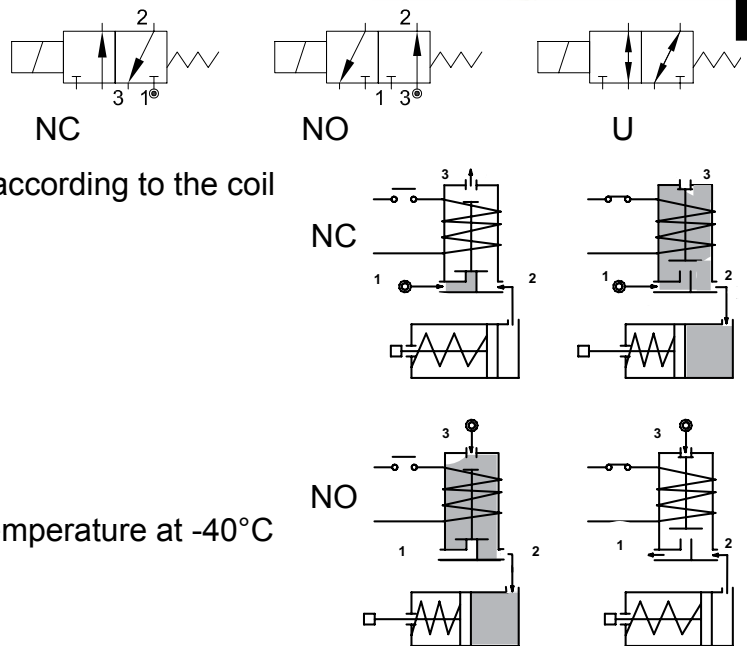 2 2
3 1 1 3
NC NO U
according to the coil
3 3
NC
1 2 1 2
3 3
NO
emperature at -40°C
1 2 1 2